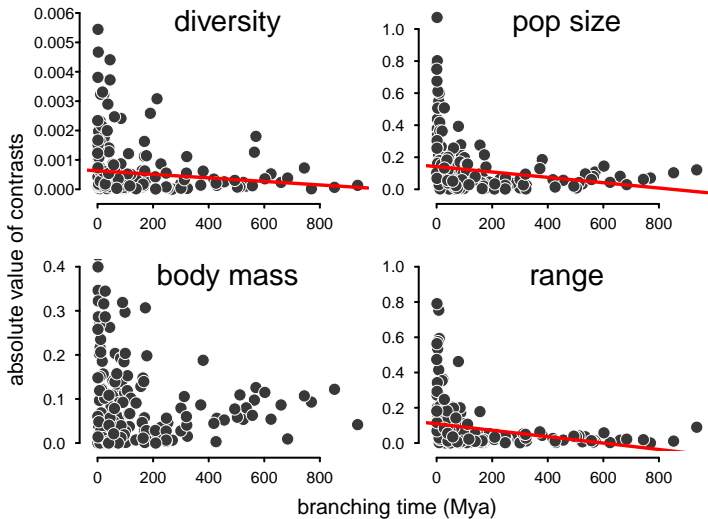 diversity
0.006
0.005
0.004
0.003
0.002
0.001
0.000
0 200 400 600 800
pop size
1.0
0.8
0.6
0.4
0.2
0.0
0 200 400 600 800
body mass
0.4
0.3
0.2
0.1
0.0
0 200 400 600 800
range
1.0
0.8
0.6
0.4
0.2
0.0
0 200 400 600 800
absolute value of contrasts
branching time (Mya)